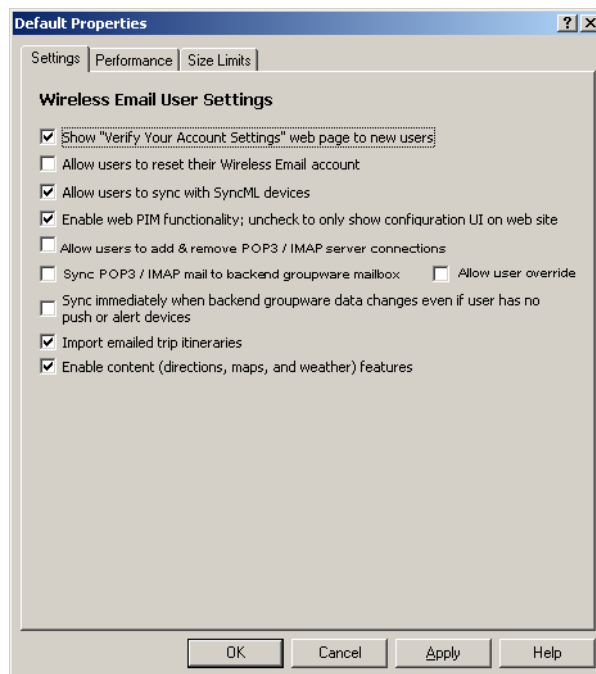 Default Properties
Settings Performance Size Limits
Wireless Email User Settings
Show "Verify Your Account Settings" web page to new users
Allow users to reset their Wireless Email account
Allow users to sync with SyncML devices
Enable web PIM functionality; uncheck to only show configuration UI on web site
Allow users to add & remove POP3 / IMAP server connections
Sync POP3 / IMAP mail to backend groupware mailbox Allow user override
Sync immediately when backend groupware data changes even if user has no
push or alert devices
Import emailed trip itineraries
Enable content (directions, maps, and weather) features
OK Cancel Apply Help